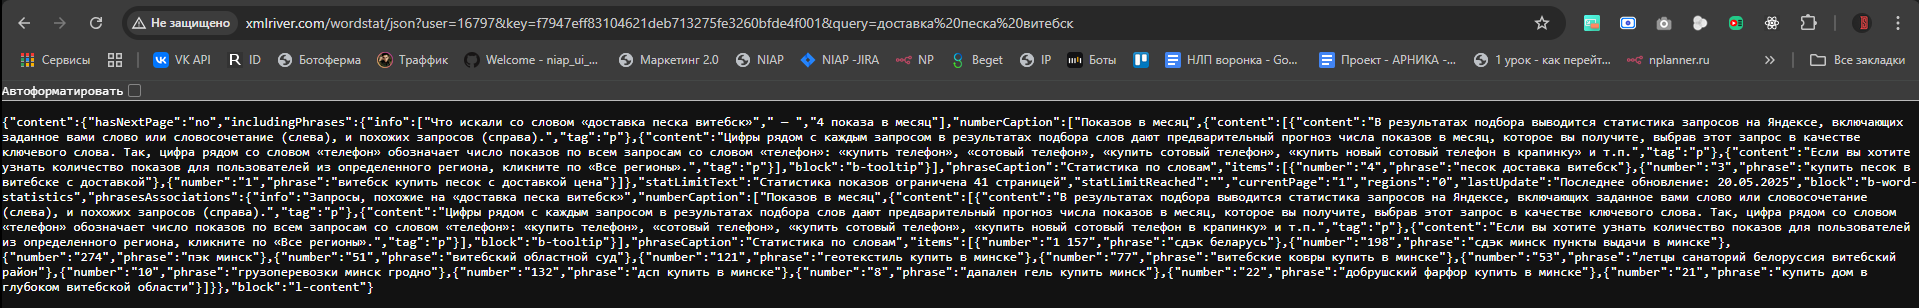 Не защищено xmlriver.com/wordstat/json?user=16797&key=f7947eff83104621deb713275fe3260bfde4f001&query=доставка%20песка%20витебск
Сервисы VK API ID Ботоферма Траффик Welcome - niap_ui_... Маркетинг 2.0 NIAP NIAP -JIRA NP Beget IP Боты НЛП воронка - Go... Проект - АРНИКА -... 1 урок - как перейт... nplanner.ru » Все закладки
Автоформатировать
{"content":{"hasNextPage":"no","includingPhrases":{"info":["Что искали со словом «доставка песка витебск»"," — ","4 показа в месяц"],"numberCaption":["Показов в месяц",{"content":[{"content":"В результатах подбора выводится статистика запросов на Яндексе, включающих
заданное вами слово или словосочетание (слева), и похожих запросов (справа).","tag":"p"},{"content":"Цифры рядом с каждым запросом в результатах подбора слов дают предварительный прогноз числа показов в месяц, которое вы получите, выбрав этот запрос в качестве
ключевого слова. Так, цифра рядом со словом «телефон» обозначает число показов по всем запросам со словом «телефон»: «купить телефон», «сотовый телефон», «купить сотовый телефон», «купить новый сотовый телефон в крапинку» и т.п.","tag":"p"},{"content":"Если вы хотите
узнать количество показов для пользователей из определенного региона, кликните по «Все регионы».","tag":"p"}],"block":"b-tooltip"}],"phraseCaption":"Статистика по словам","items":[{"number":"4","phrase":"песок доставка витебск"},{"number":"3","phrase":"купить песок в
витебске с доставкой"},{"number":"1","phrase":"витебск купить песок с доставкой цена"}]},"statLimitText":"Статистика показов ограничена 41 страницей","statLimitReached":"","currentPage":"1","regions":"0","lastUpdate":"Последнее обновление: 20.05.2025","block":"b-word-
statistics","phrasesAssociations":{"info":"Запросы, похожие на «доставка песка витебск»","numberCaption":["Показов в месяц",{"content":[{"content":"В результатах подбора выводится статистика запросов на Яндексе, включающих заданное вами слово или словосочетание
(слева), и похожих запросов (справа).","tag":"p"},{"content":"Цифры рядом с каждым запросом в результатах подбора слов дают предварительный прогноз числа показов в месяц, которое вы получите, выбрав этот запрос в качестве ключевого слова. Так, цифра рядом со словом
«телефон» обозначает число показов по всем запросам со словом «телефон»: «купить телефон», «сотовый телефон», «купить сотовый телефон», «купить новый сотовый телефон в крапинку» и т.п.","tag":"p"},{"content":"Если вы хотите узнать количество показов для пользователей
из определенного региона, кликните по «Все регионы».","tag":"p"}],"block":"b-tooltip"}],"phraseCaption":"Статистика по словам","items":[{"number":"1 157","phrase":"сдэк беларусь"},{"number":"198","phrase":"сдэк минск пункты выдачи в минске"},
{"number":"274","phrase":"пэк минск"},{"number":"51","phrase":"витебский областной суд"},{"number":"121","phrase":"геотекстиль купить в минске"},{"number":"77","phrase":"витебские ковры купить в минске"},{"number":"53","phrase":"летцы санаторий белоруссия витебский
район"},{"number":"10","phrase":"грузоперевозки минск гродно"},{"number":"132","phrase":"дсп купить в минске"},{"number":"8","phrase":"дапален гель купить минск"},{"number":"22","phrase":"добрушский фарфор купить в минске"},{"number":"21","phrase":"купить дом в
глубоком витебской области"}]}},"block":"l-content"}